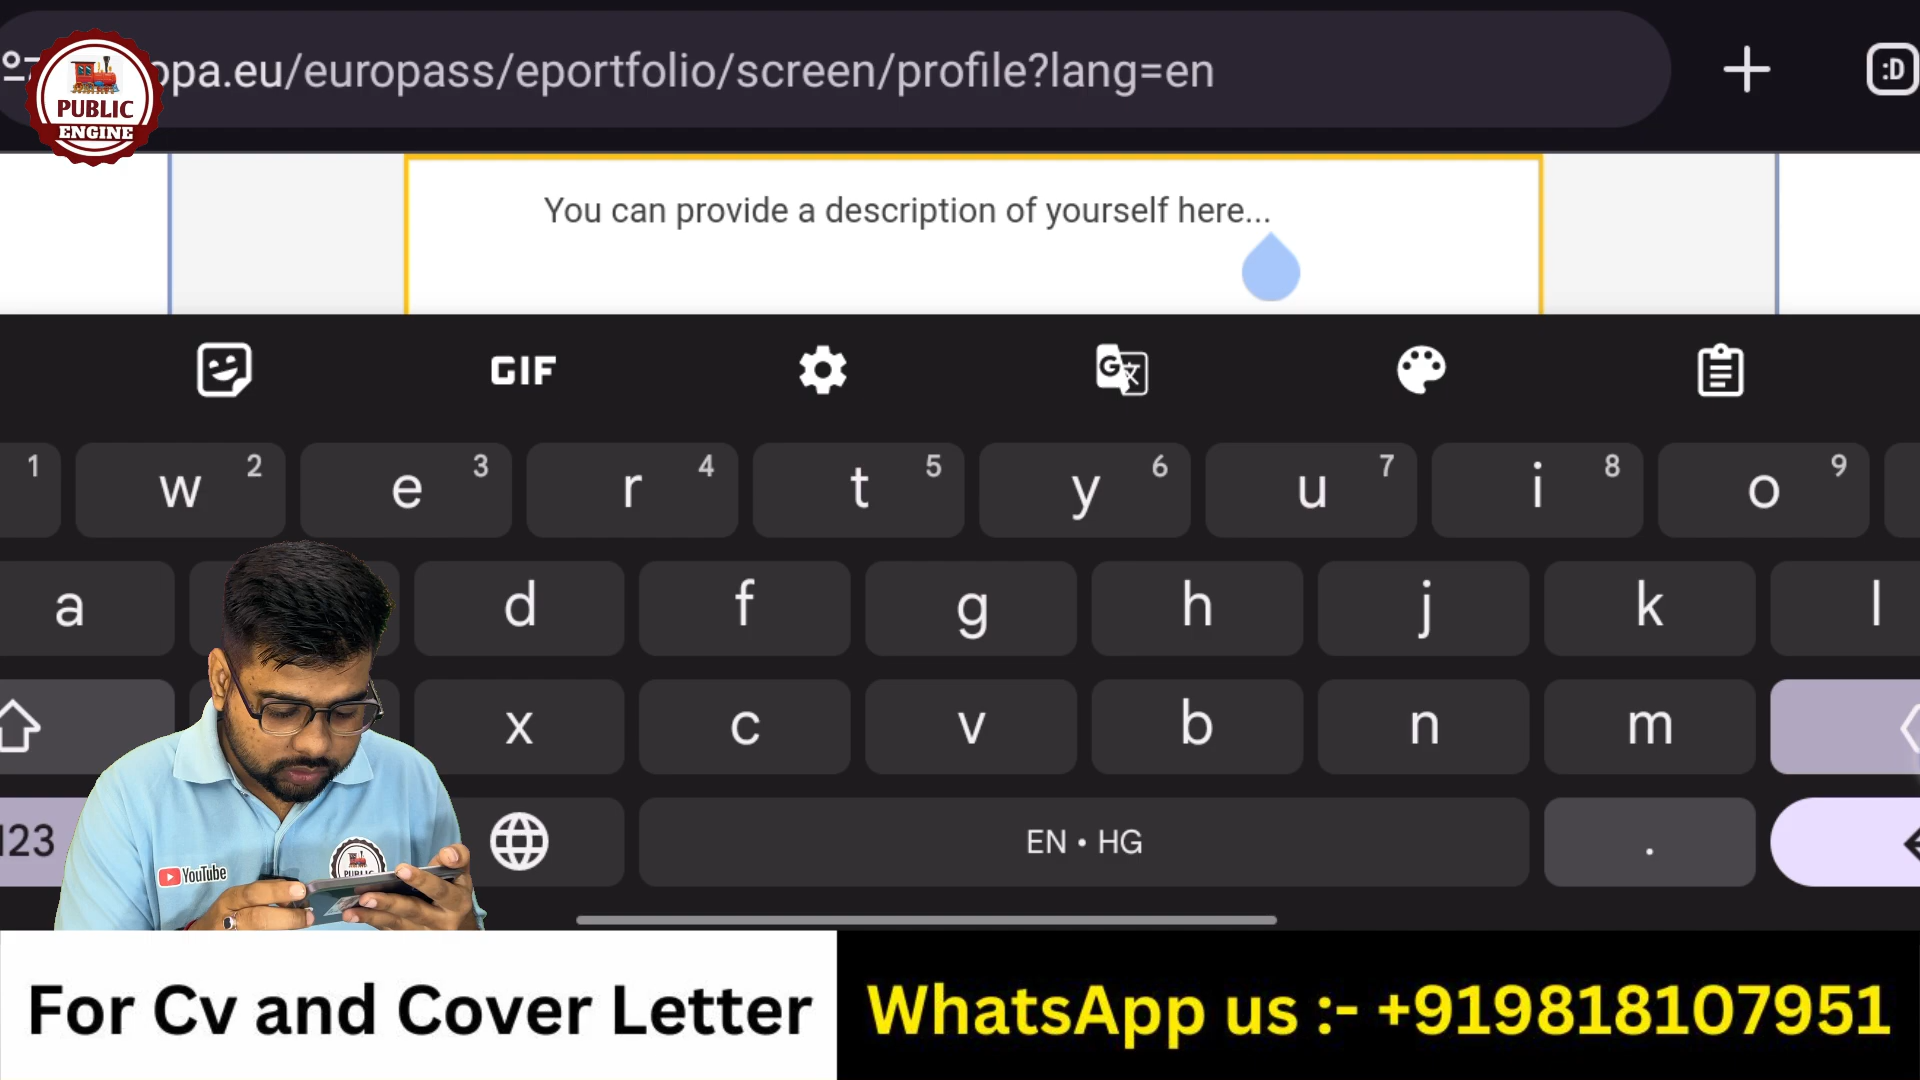 opa.eu/europass/eportfolio/screen/profile?lang=en
:D
PUBLIC
ENGINE
You can provide a description of yourself here...
GIF
G
1 w 2 e 3 r 4 t 5 y 6 u 7 i 8 o 9
a d f g h j k l
x c v b n m
123 EN • HG .
YouTube
PUBLIC
For Cv and Cover Letter
WhatsApp us :- +919818107951